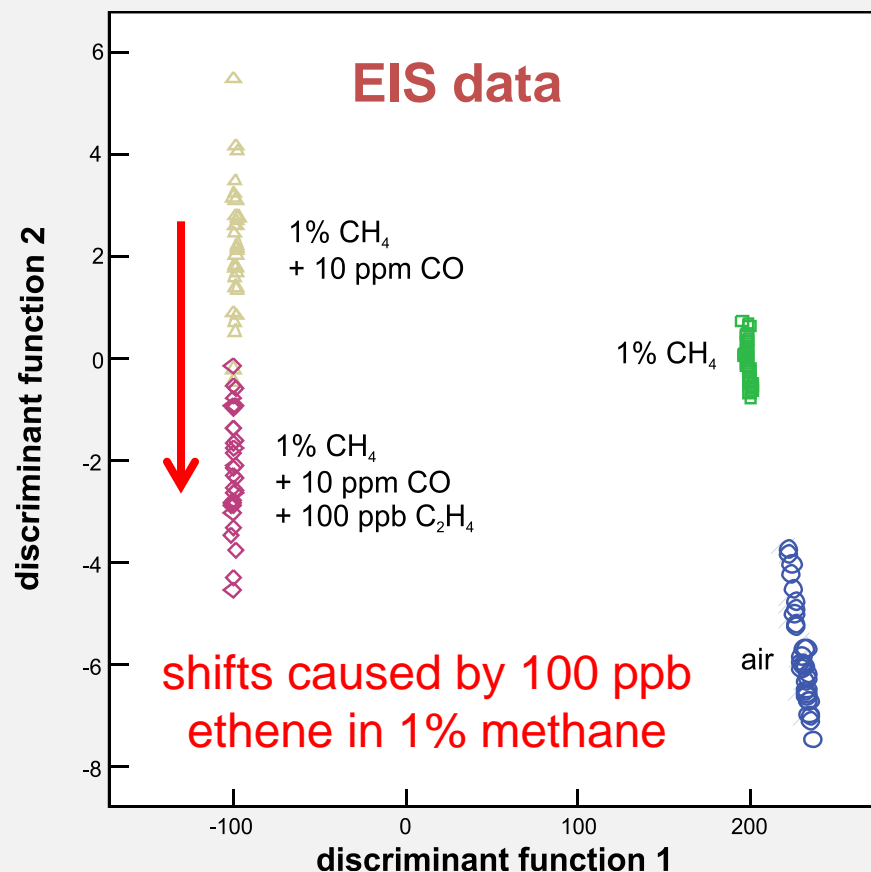 EIS data
6
4
2
0
-2
-4
-6
-8
discriminant function 2
1% CH₄
+ 10 ppm CO
1% CH₄
1% CH₄
+ 10 ppm CO
+ 100 ppb C₂H₄
air
shifts caused by 100 ppb
ethene in 1% methane
-100 0 100 200
discriminant function 1